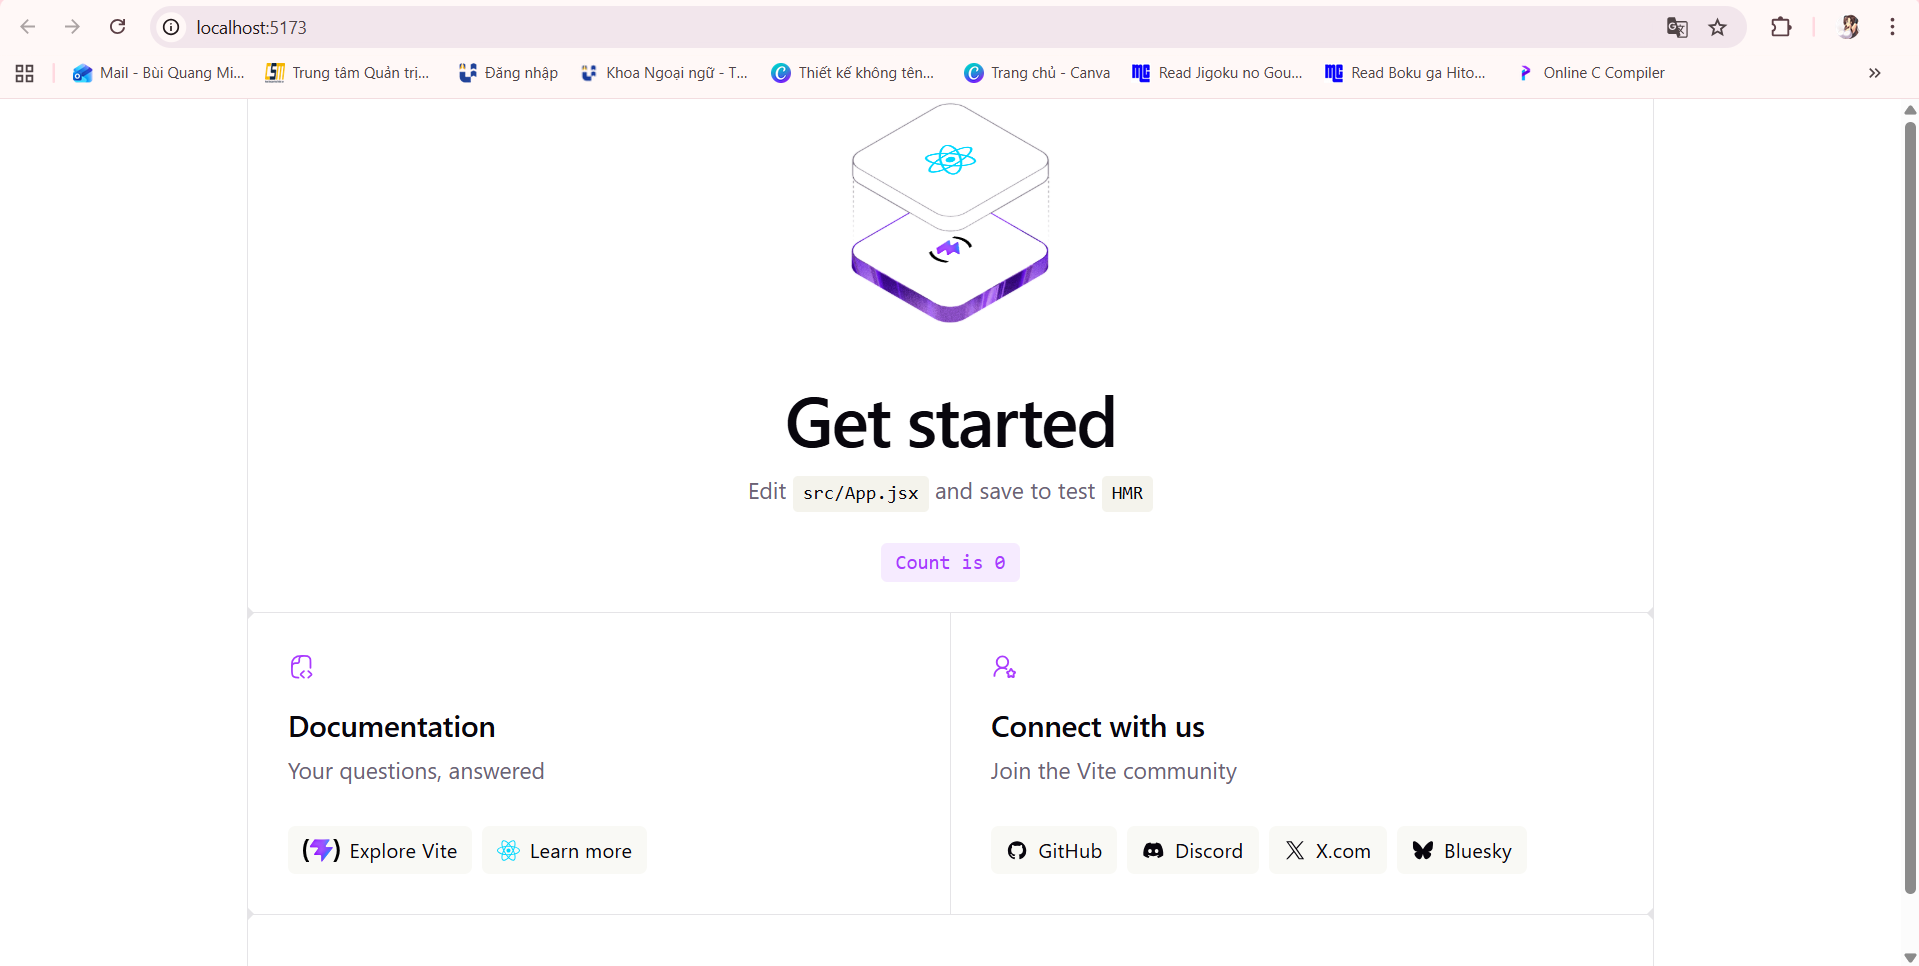 localhost:5173
Mail - Bùi Quang Mi... Trung tâm Quản trị... Đăng nhập Khoa Ngoại ngữ - T... Thiết kế không tên... Trang chủ - Canva Read Jigoku no Gou... Read Boku ga Hito... Online C Compiler
Get started
Edit src/App.jsx and save to test HMR
Count is 0
Documentation
Your questions, answered
Explore Vite Learn more
Connect with us
Join the Vite community
GitHub Discord X.com Bluesky